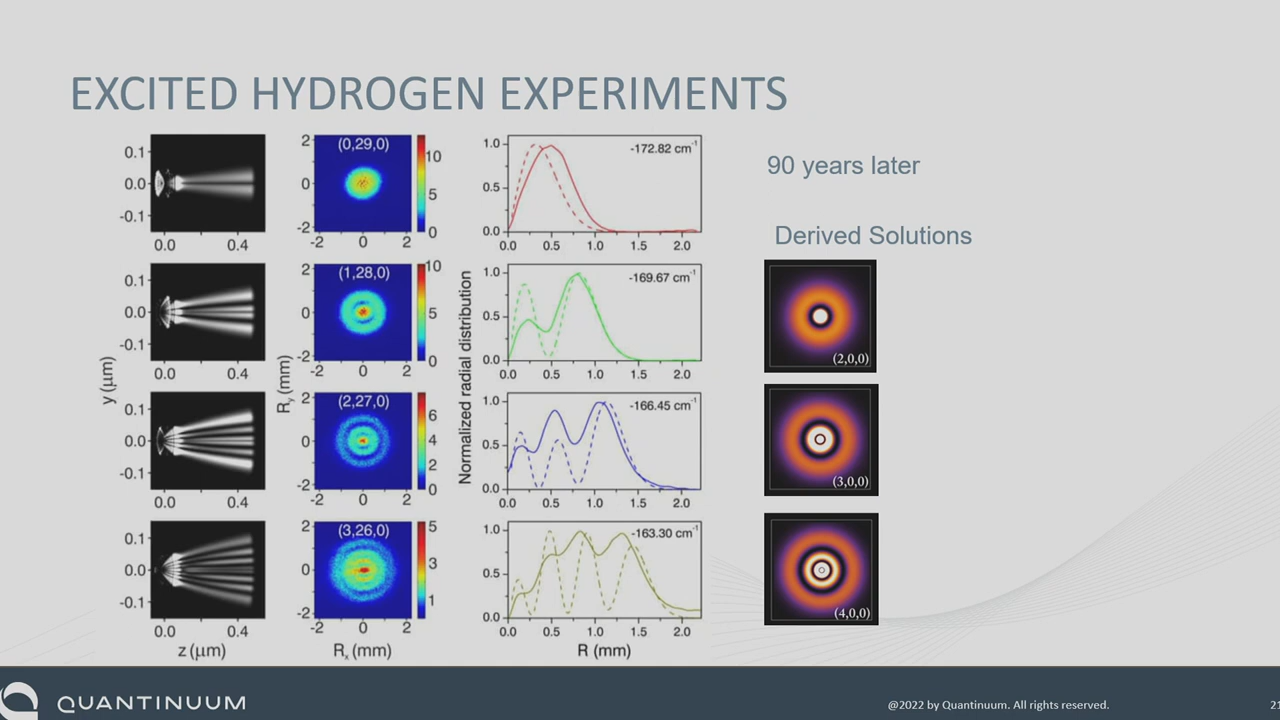 EXCITED HYDROGEN EXPERIMENTS
90 years later
Derived Solutions
0.1
0.0
-0.1
0.0 0.4
2
0
-2
-2 0 2
(0,29,0)
10
5
0
1.0
0.5
0.0
0.0 0.5 1.0 1.5 2.0
-172.82 cm-1
0.1
0.0
-0.1
0.0 0.4
2
0
-2
-2 0 2
(1,28,0)
10
5
0
1.0
0.5
0.0
0.0 0.5 1.0 1.5 2.0
-169.67 cm-1
(2,0,0)
0.1
0.0
-0.1
0.0 0.4
2
0
-2
-2 0 2
(2,27,0)
6
4
2
0
1.0
0.5
0.0
0.0 0.5 1.0 1.5 2.0
-166.45 cm-1
(3,0,0)
0.1
0.0
-0.1
0.0 0.4
2
0
-2
-2 0 2
(3,26,0)
5
3
1
1.0
0.5
0.0
0.0 0.5 1.0 1.5 2.0
-163.30 cm-1
(4,0,0)
y (μm)
Ry (mm)
Normalized radial distribution
z (μm)
Rx (mm)
R (mm)
QUANTINUUM
@2022 by Quantinuum. All rights reserved.